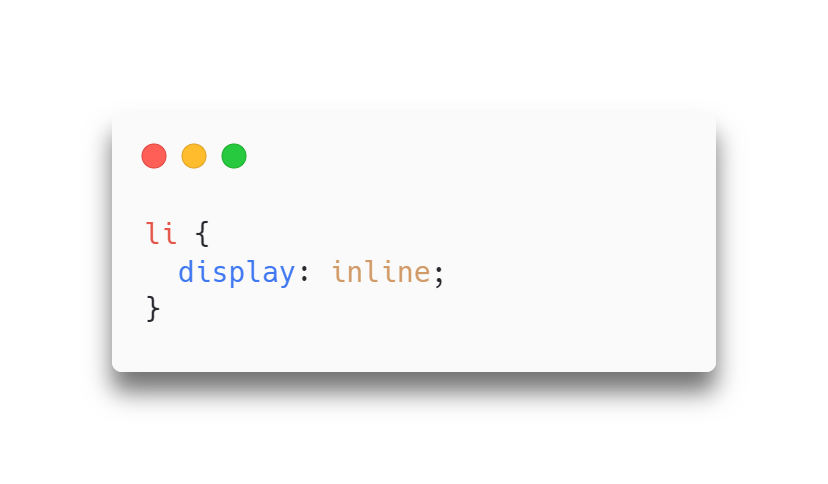 li {
  display: inline;
}